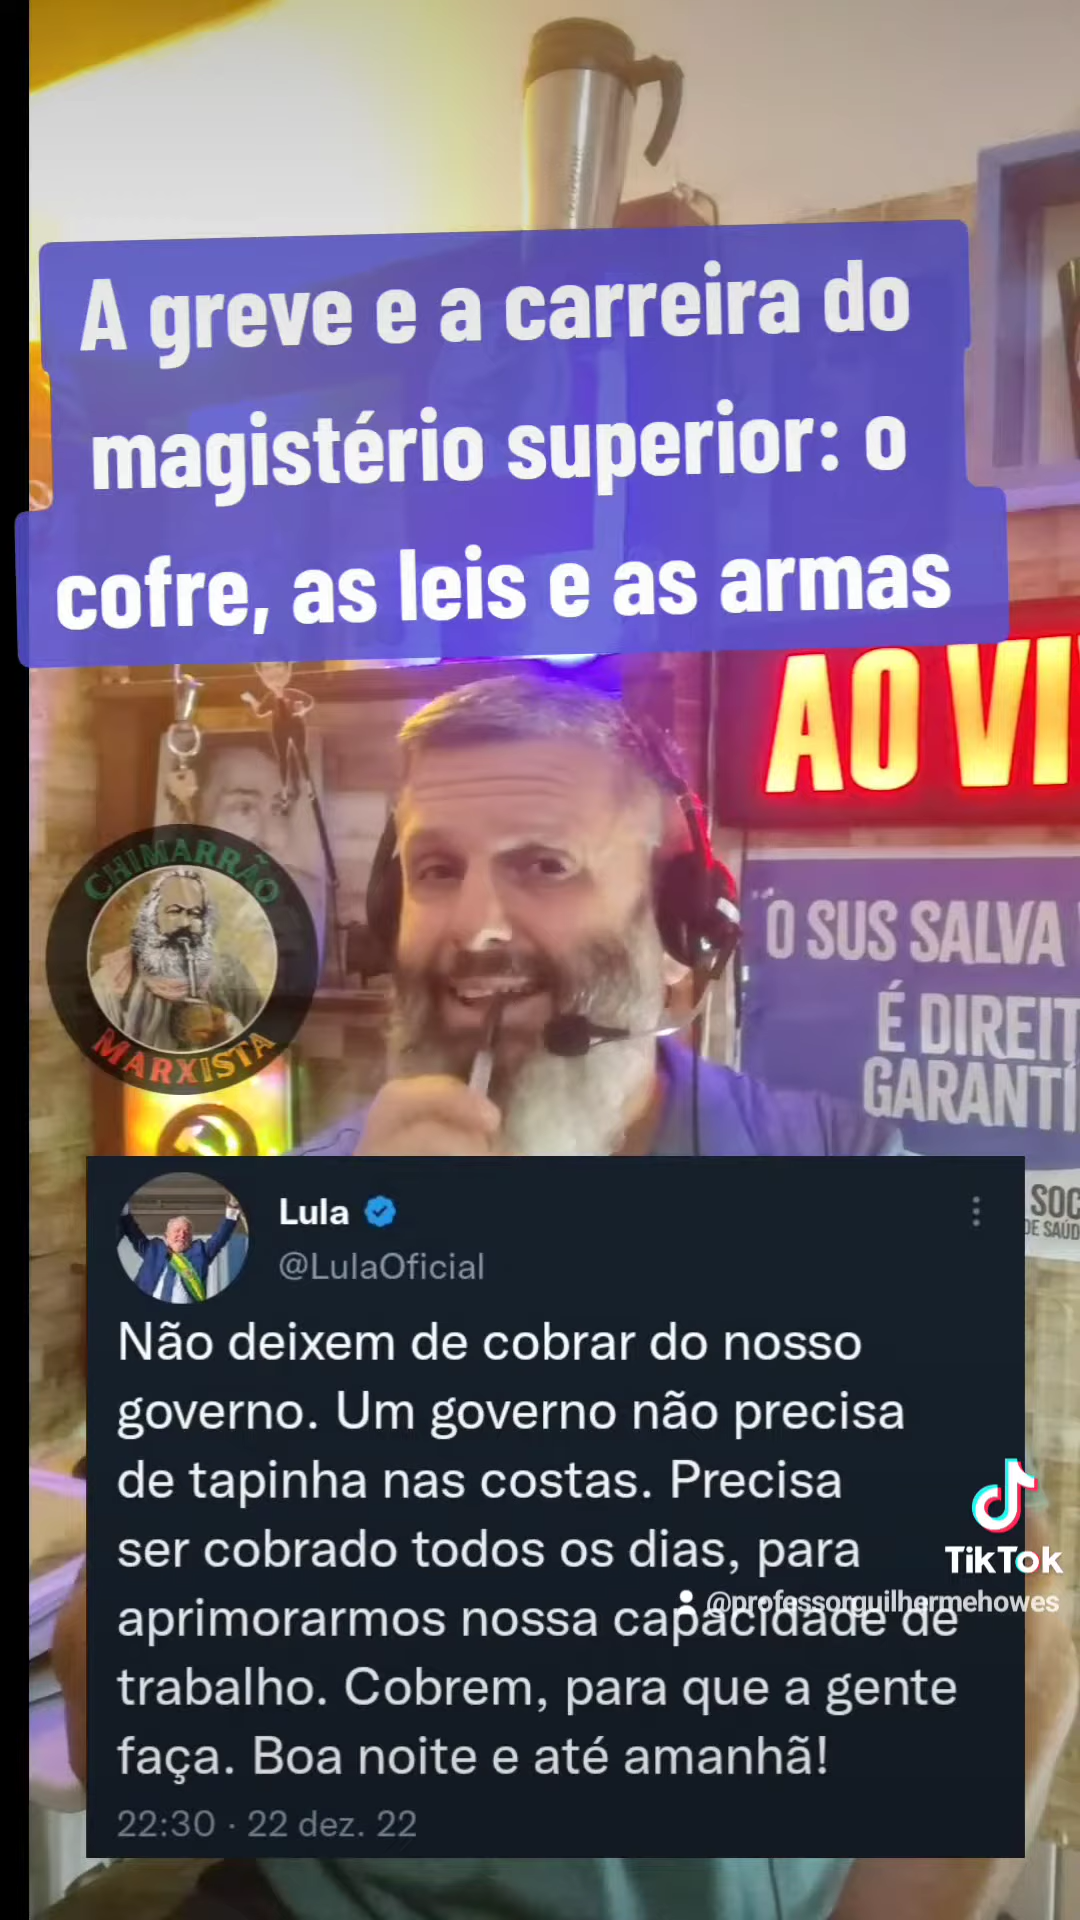 A greve e a carreira do
magistério superior: o
cofre, as leis e as armas
AO VI
CHIMARRÃO
MARXISTA
O SUS SALVA
É DIREIT
GARANTI
SOC
DE SAÚD
Lula
@LulaOficial
Não deixem de cobrar do nosso
governo. Um governo não precisa
de tapinha nas costas. Precisa
ser cobrado todos os dias, para
aprimorarmos nossa capacidade de
trabalho. Cobrem, para que a gente
faça. Boa noite e até amanhã!
22:30 · 22 dez. 22
TikTok
@professorguilhermehowes